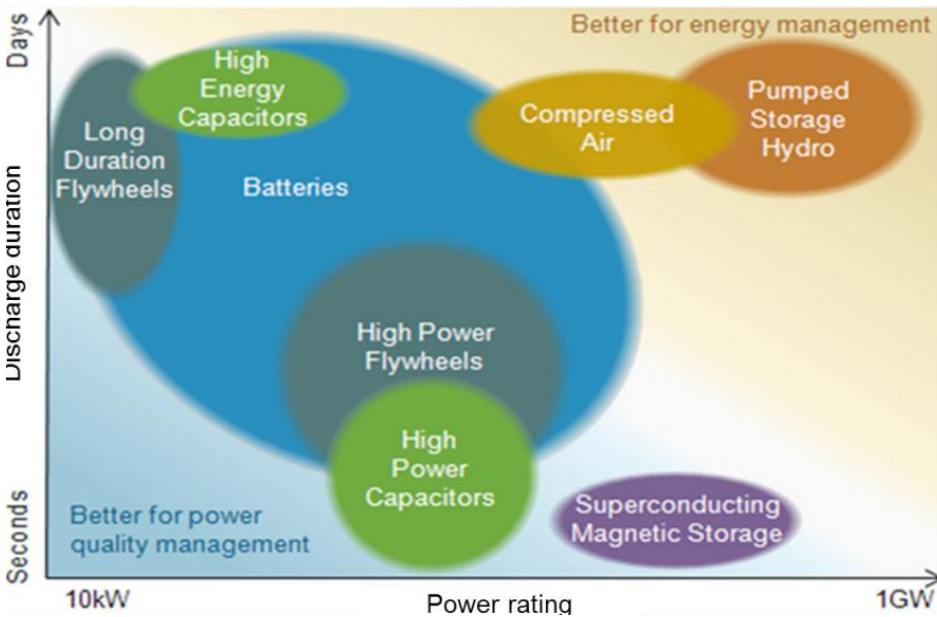 Days
Better for energy management
High
Energy
Capacitors
Long
Duration
Flywheels
Batteries
Compressed
Air
Pumped
Storage
Hydro
Discharge duration
High Power
Flywheels
High
Power
Capacitors
Superconducting
Magnetic Storage
Better for power
quality management
Seconds
10kW
Power rating
1GW